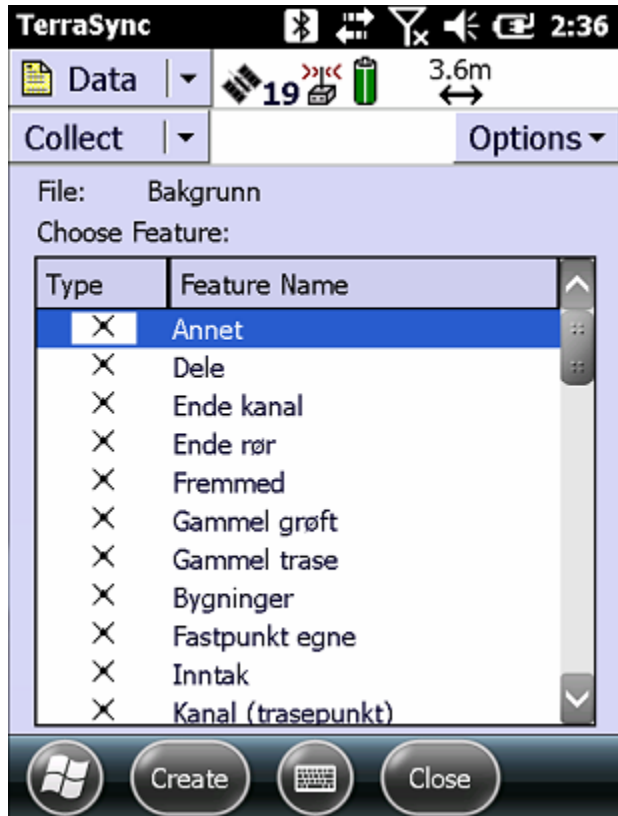 TerraSync 2:36
Data 19 3.6m
Collect Options
File: Bakgrunn
Choose Feature:
Type Feature Name
Annet
Dele
Ende kanal
Ende rør
Fremmed
Gammel grøft
Gammel trase
Bygninger
Fastpunkt egne
Inntak
Kanal (trasepunkt)
Create Close